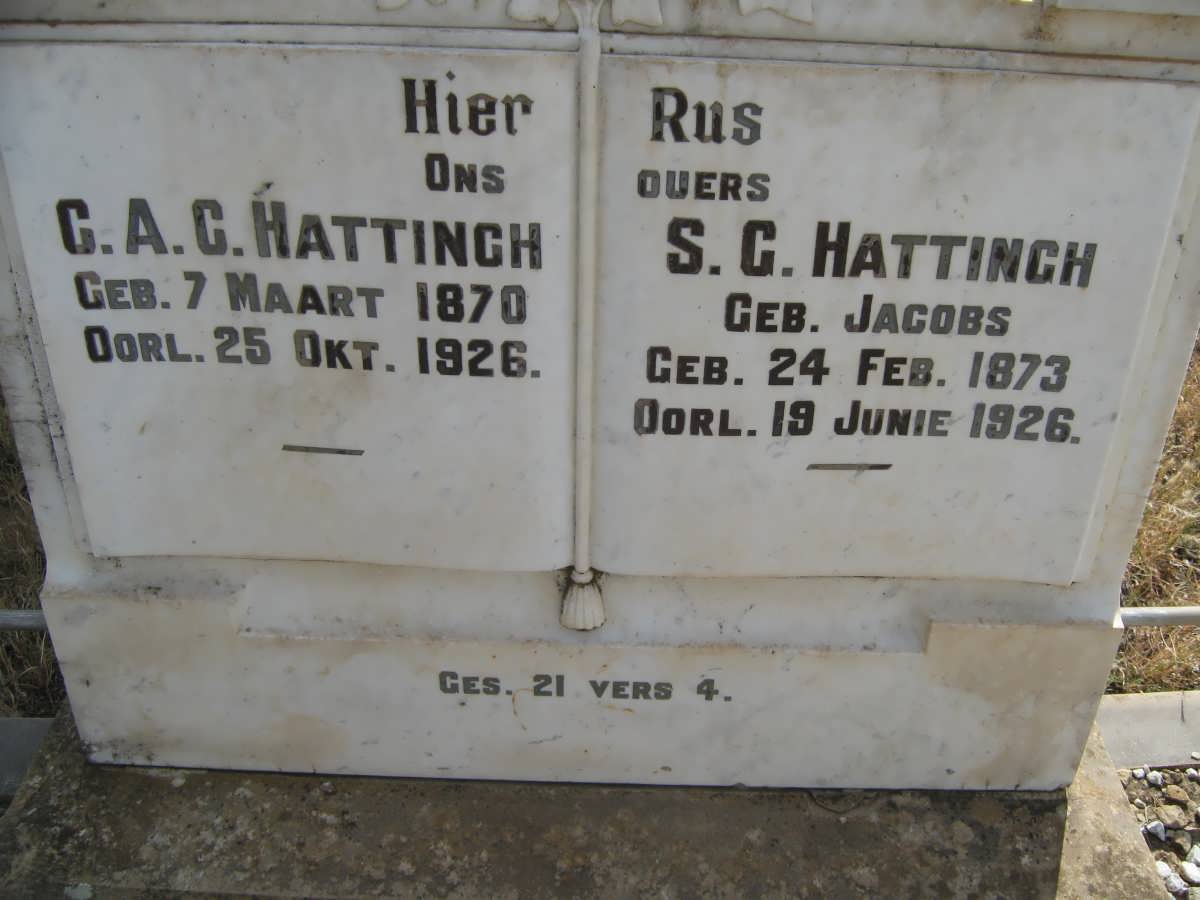 Hier Rus
ONS OUERS
C. A. C. HATTINGH
GEB. 7 MAART 1870
OORL. 25 OKT. 1926.
S. C. HATTINGH
GEB. JACOBS
GEB. 24 FEB. 1873
OORL. 19 JUNIE 1926.
GES. 21 VERS 4.